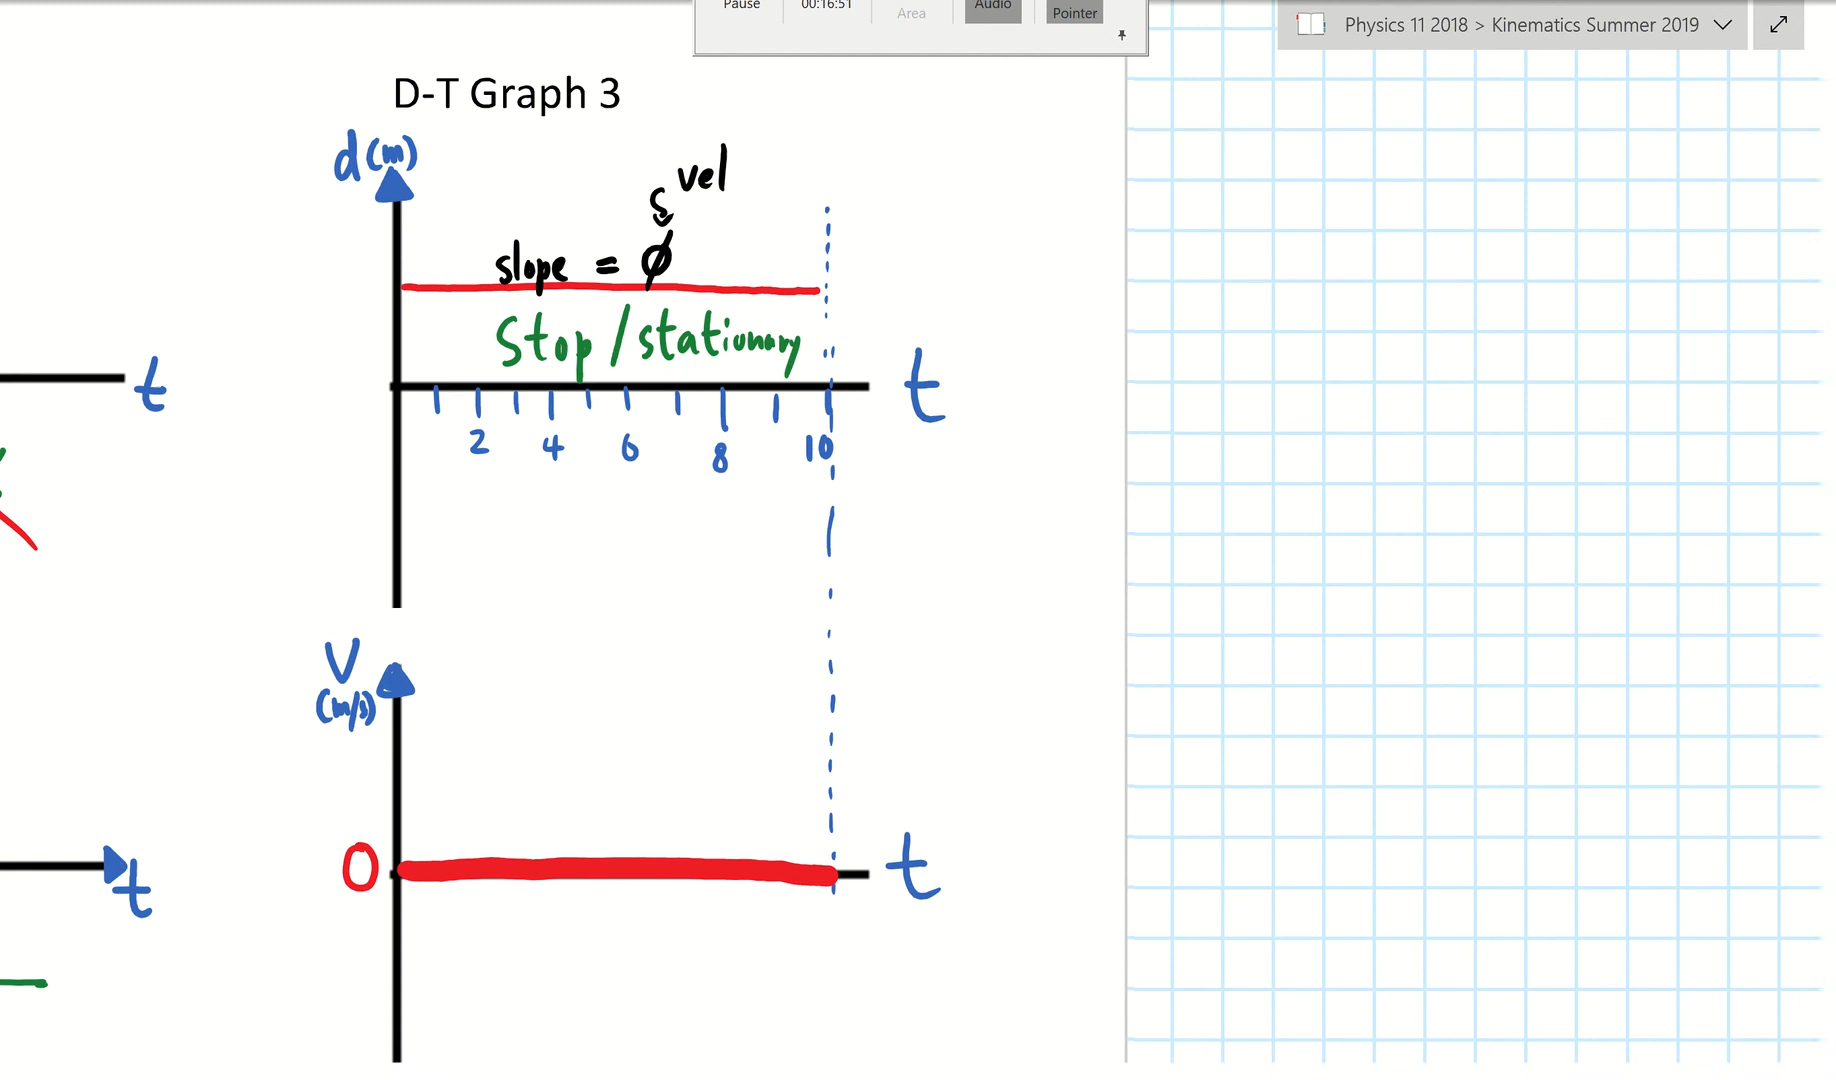 Pause 00:16:51 Area Audio Pointer
Physics 11 2018 > Kinematics Summer 2019
D-T Graph 3
d(m)
vel
slope = ϕ
Stop/stationary
t
t
2 4 6 8 10
V
(m/s)
0
t
t